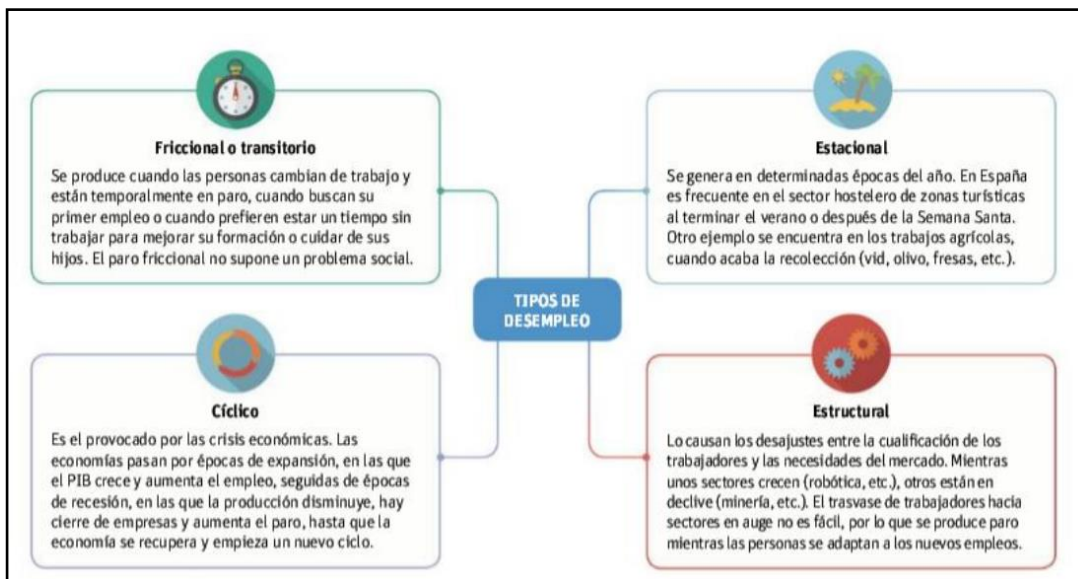 Friccional o transitorio
Se produce cuando las personas cambian de trabajo y
están temporalmente en paro, cuando buscan su
primer empleo o cuando prefieren estar un tiempo sin
trabajar para mejorar su formación o cuidar de sus
hijos. El paro friccional no supone un problema social.
Estacional
Se genera en determinadas épocas del año. En España
es frecuente en el sector hostelero de zonas turísticas
al terminar el verano o después de la Semana Santa.
Otro ejemplo se encuentra en los trabajos agrícolas,
cuando acaba la recolección (vid, olivo, fresas, etc.).
TIPOS DE
DESEMPLEO
Cíclico
Es el provocado por las crisis económicas. Las
economías pasan por épocas de expansión, en las que
el PIB crece y aumenta el empleo, seguidas de épocas
de recesión, en las que la producción disminuye, hay
cierre de empresas y aumenta el paro, hasta que la
economía se recupera y empieza un nuevo ciclo.
Estructural
Lo causan los desajustes entre la cualificación de los
trabajadores y las necesidades del mercado. Mientras
unos sectores crecen (robótica, etc.), otros están en
declive (minería, etc.). El trasvase de trabajadores hacia
sectores en auge no es fácil, por lo que se produce paro
mientras las personas se adaptan a los nuevos empleos.